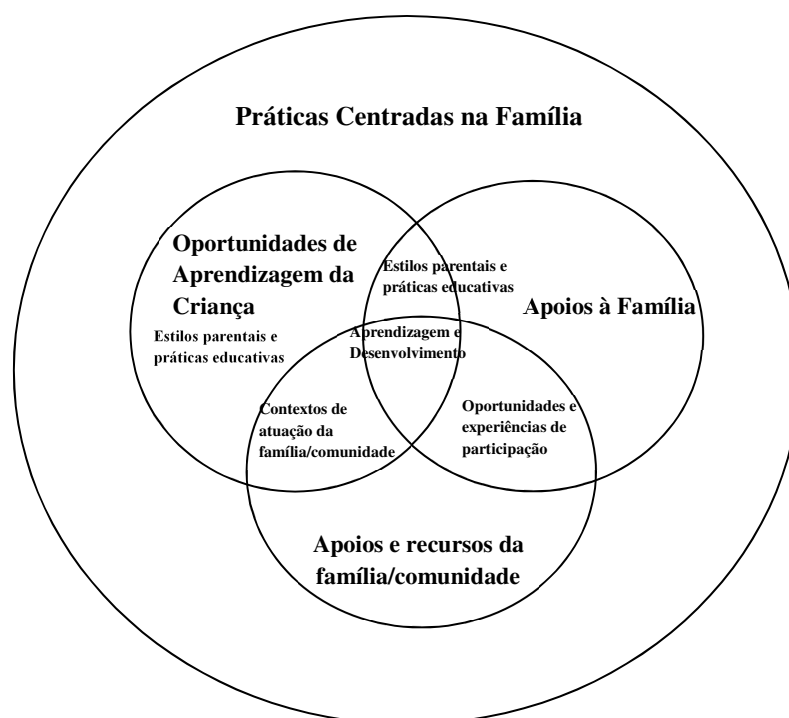 Práticas Centradas na Família
Oportunidades de
Aprendizagem da
Criança
Estilos parentais e
práticas educativas
Estilos parentais e
práticas educativas
Apoios à Família
Aprendizagem e
Desenvolvimento
Contextos de
atuação da
família/comunidade
Oportunidades e
experiências de
participação
Apoios e recursos da
família/comunidade